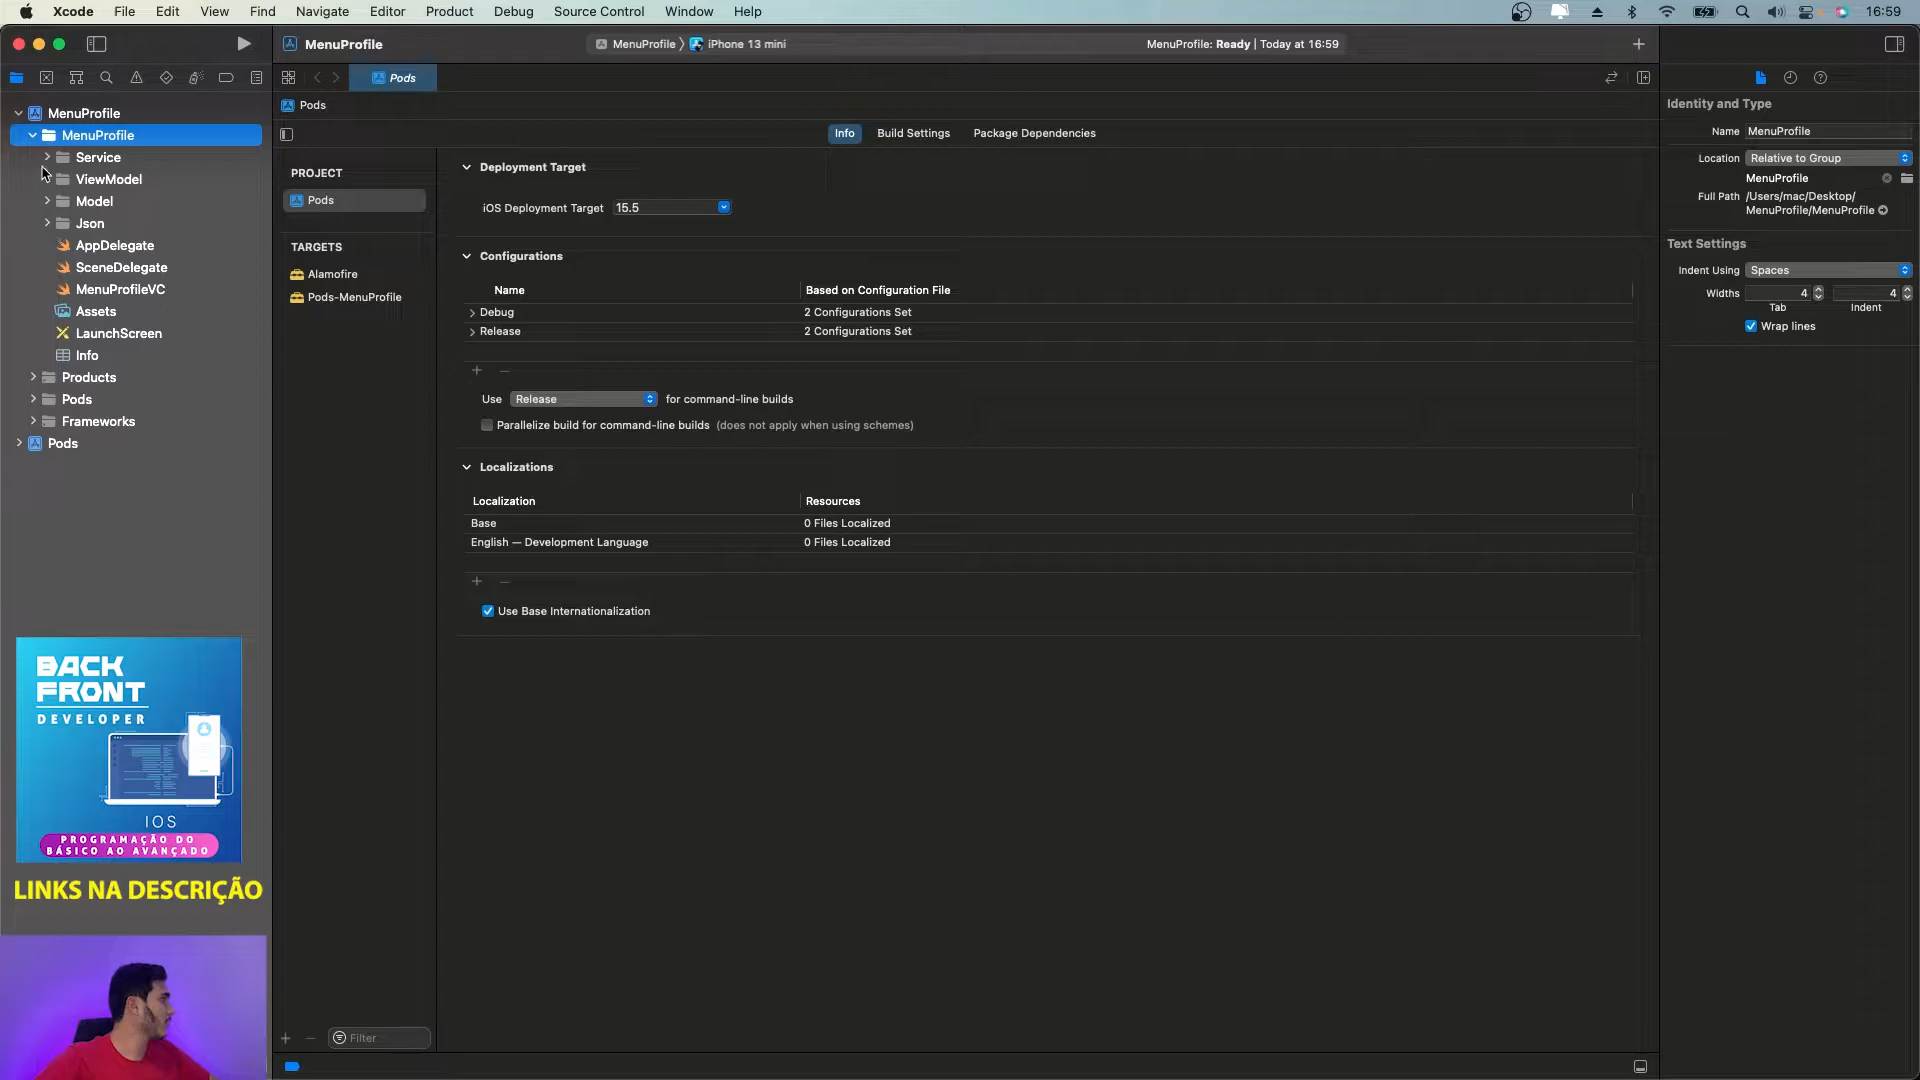 Xcode File Edit View Find Navigate Editor Product Debug Source Control Window Help 16:59
MenuProfile
MenuProfile
iPhone 13 mini
MenuProfile: Ready | Today at 16:59
Pods
Pods
MenuProfile
MenuProfile
Service
ViewModel
Model
Json
AppDelegate
SceneDelegate
MenuProfileVC
Assets
LaunchScreen
Info
Products
Pods
Frameworks
Pods
BACK
FRONT
DEVELOPER
IOS
PROGRAMAÇÃO DO
BÁSICO AO AVANÇADO
LINKS NA DESCRIÇÃO
PROJECT
Pods
TARGETS
Alamofire
Pods-MenuProfile
Filter
Info Build Settings Package Dependencies
Deployment Target
iOS Deployment Target 15.5
Configurations
Name Based on Configuration File
Debug 2 Configurations Set
Release 2 Configurations Set
Use Release for command-line builds
Parallelize build for command-line builds (does not apply when using schemes)
Localizations
Localization Resources
Base 0 Files Localized
English — Development Language 0 Files Localized
Use Base Internationalization
Identity and Type
Name MenuProfile
Location Relative to Group
MenuProfile
Full Path /Users/mac/Desktop/
MenuProfile/MenuProfile
Text Settings
Indent Using Spaces
Widths 4 4
Tab Indent
Wrap lines